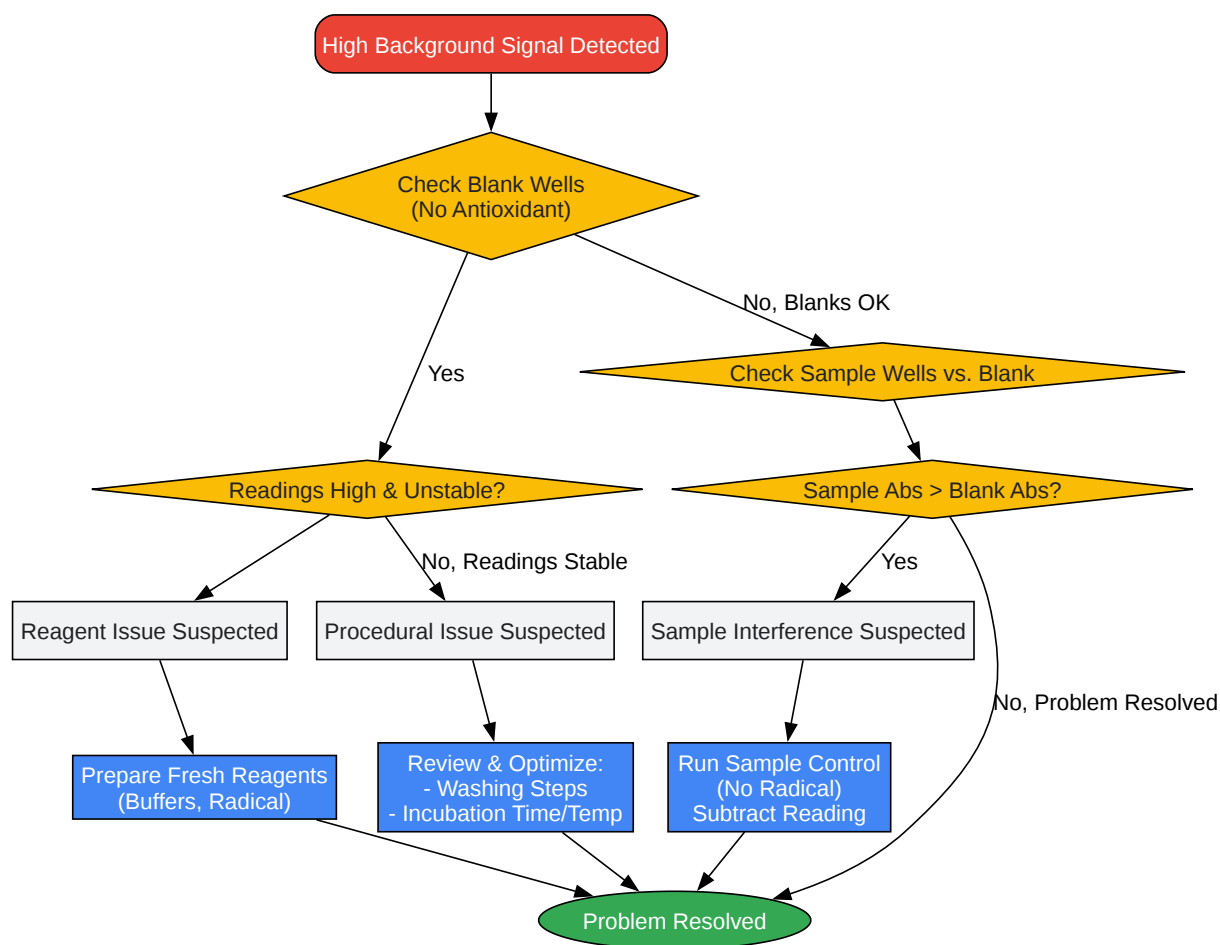 High Background Signal Detected
Check Blank Wells
(No Antioxidant)
No, Blanks OK
Yes
Check Sample Wells vs. Blank
Readings High & Unstable?
Sample Abs > Blank Abs?
No, Readings Stable
Yes
Reagent Issue Suspected
Procedural Issue Suspected
Sample Interference Suspected
No, Problem Resolved
Prepare Fresh Reagents
(Buffers, Radical)
Review & Optimize:
- Washing Steps
- Incubation Time/Temp
Run Sample Control
(No Radical)
Subtract Reading
Problem Resolved